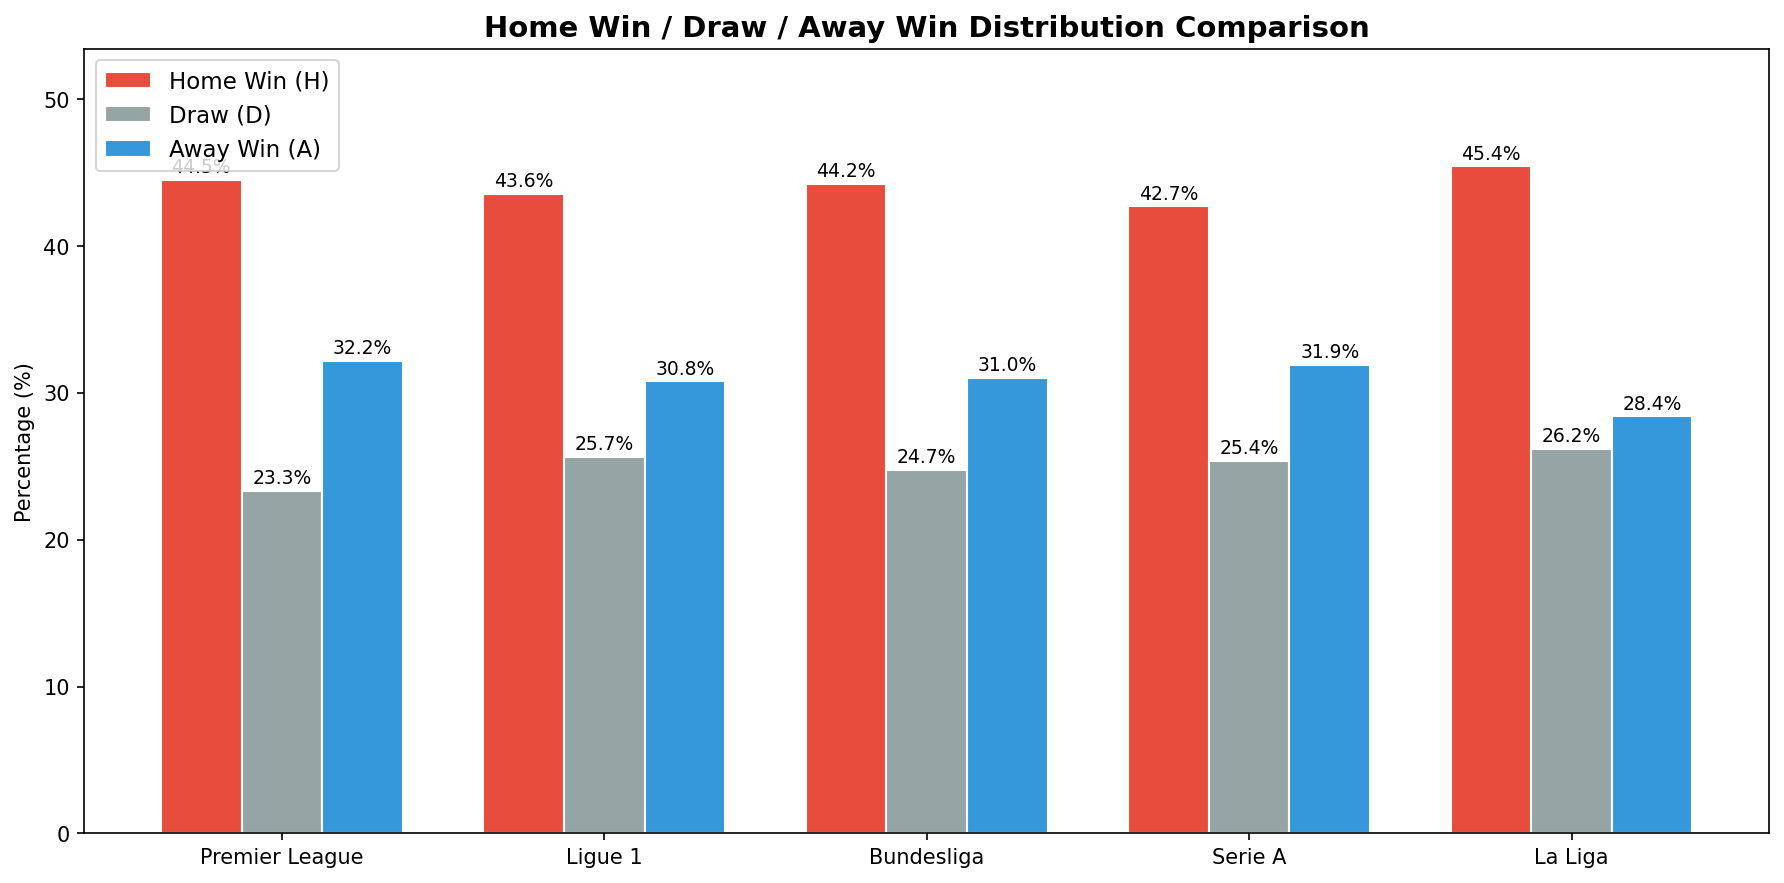 Home Win / Draw / Away Win Distribution Comparison
Home Win (H)
Draw (D)
Away Win (A)
Percentage (%)
50
40
30
20
10
0
44.5%
23.3%
32.2%
43.6%
25.7%
30.8%
44.2%
24.7%
31.0%
42.7%
25.4%
31.9%
45.4%
26.2%
28.4%
Premier League
Ligue 1
Bundesliga
Serie A
La Liga